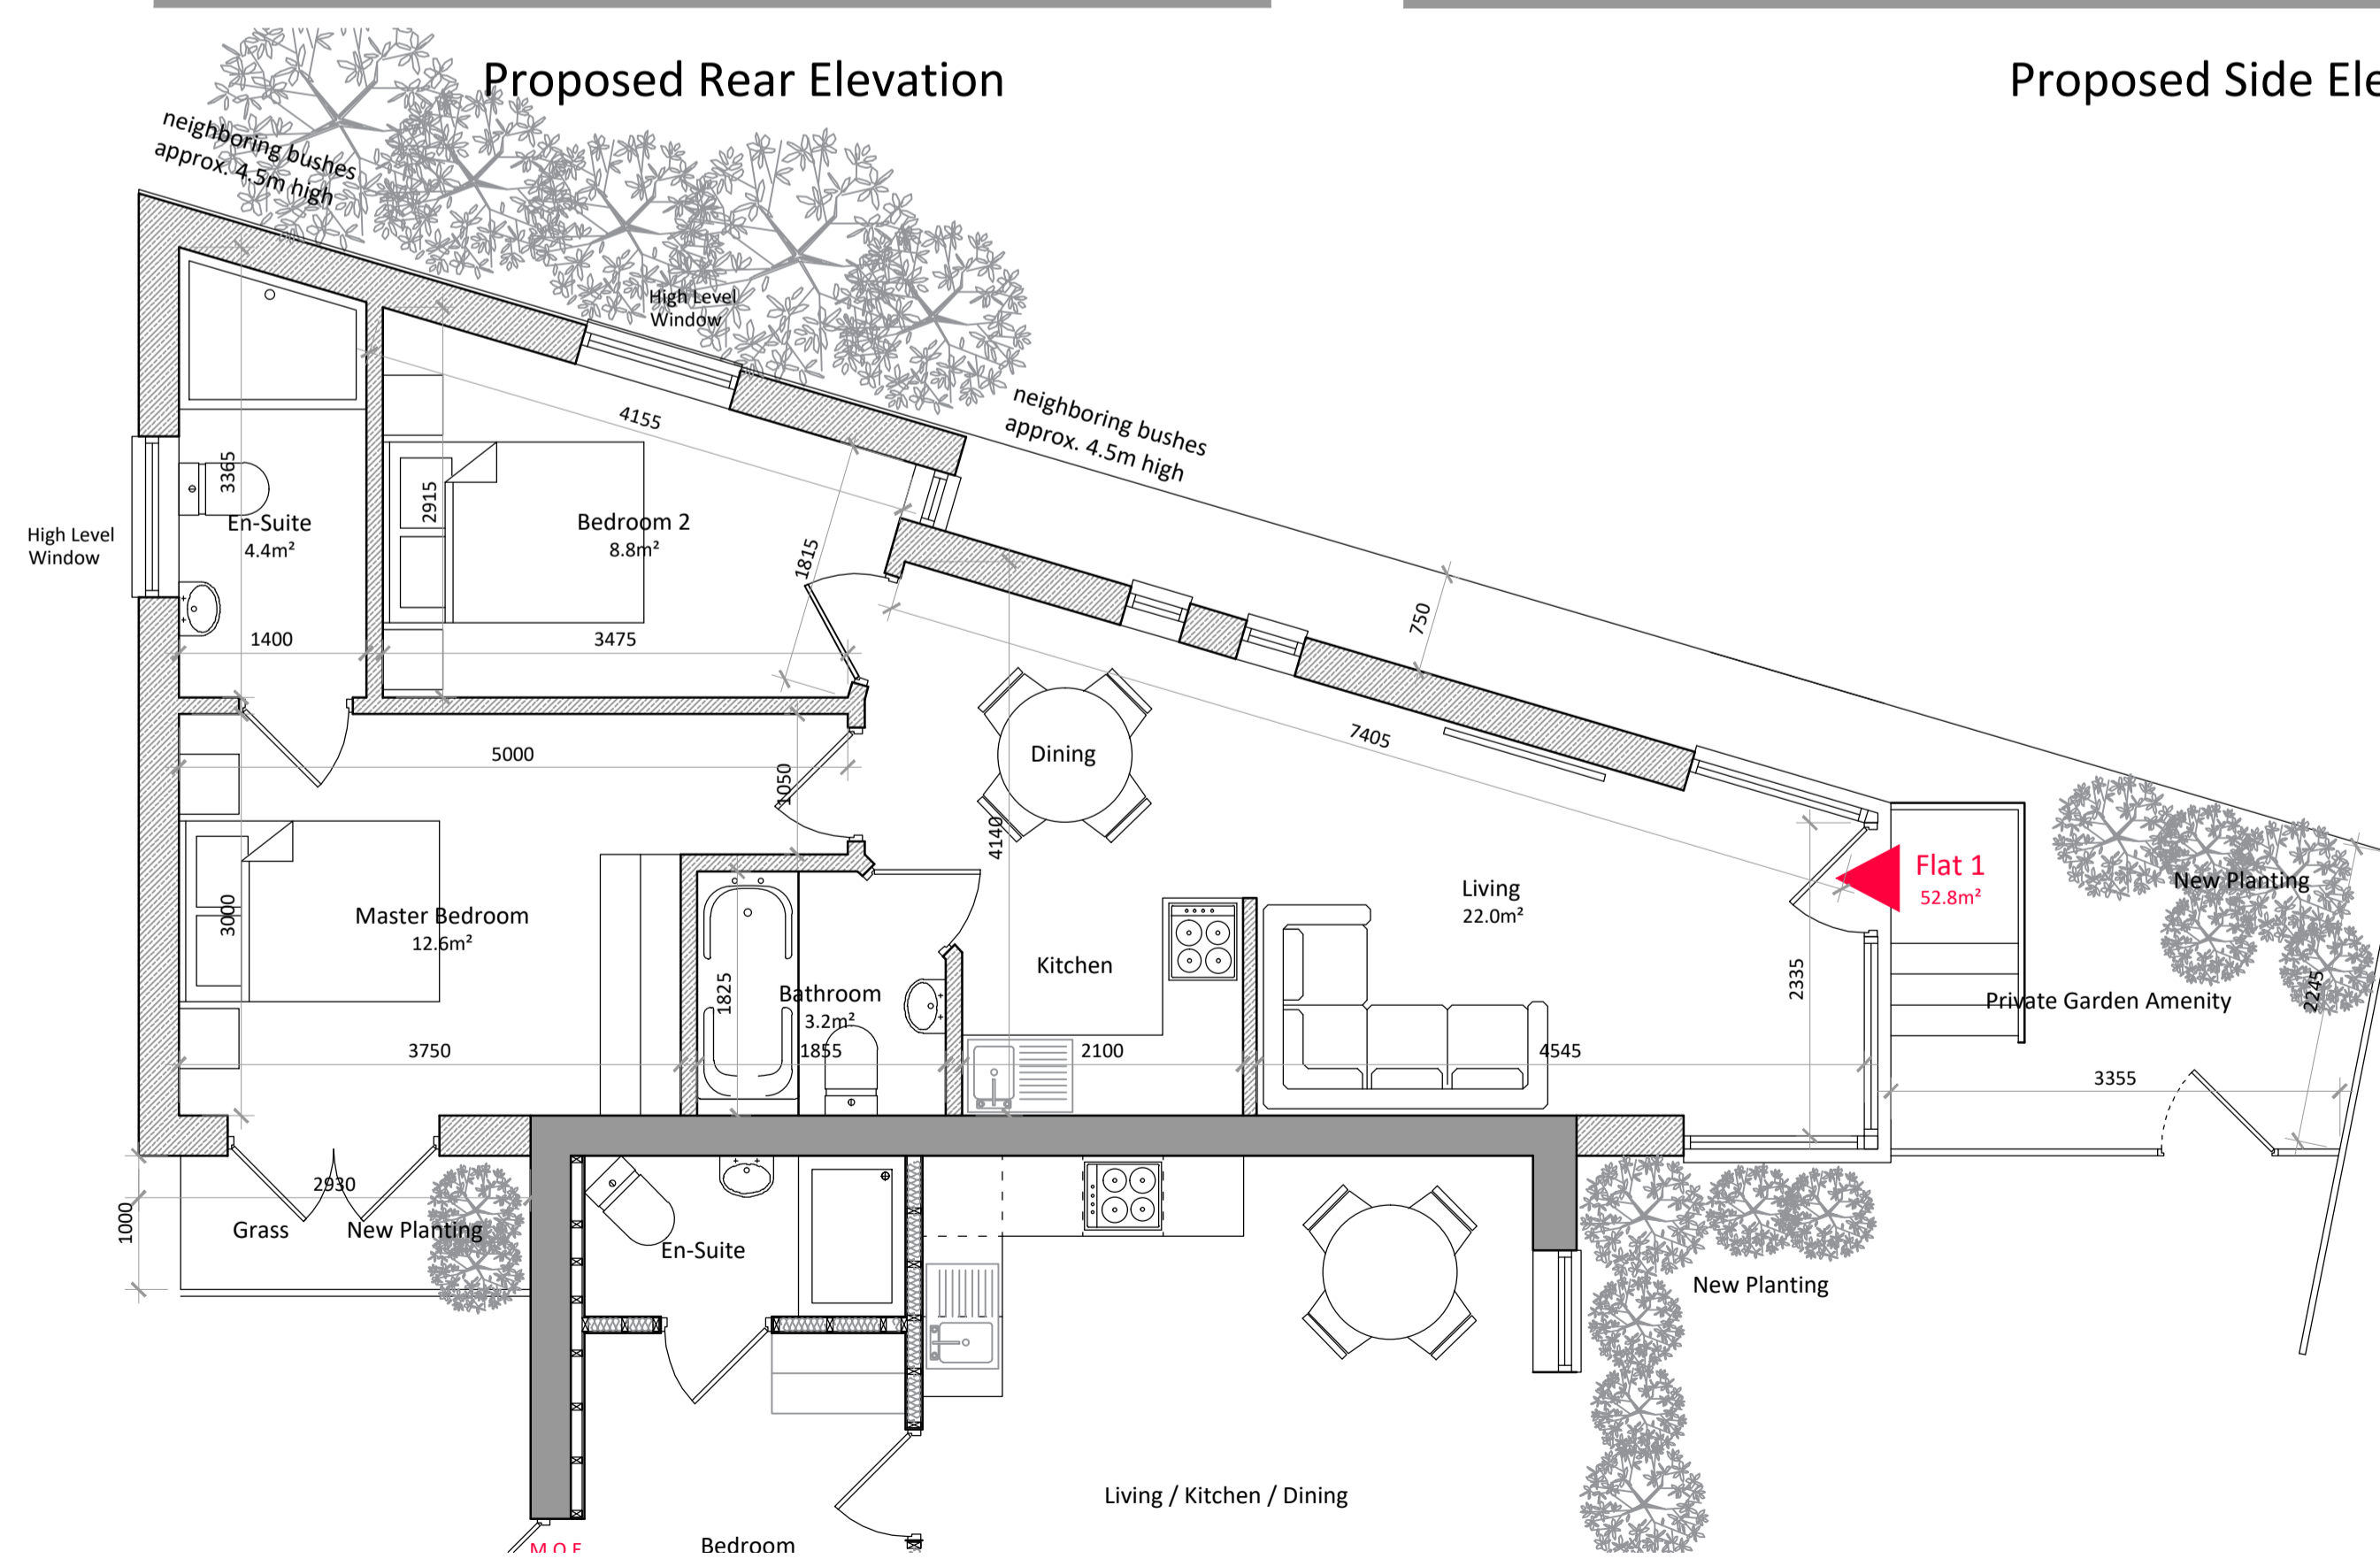 Proposed Rear Elevation
Proposed Side Ele
neighboring bushes
approx. 4.5m high
High Level
Window
neighboring bushes
approx. 4.5m high
4155
3365
2915
En-Suite
4.4m²
Bedroom 2
8.8m²
High Level
Window
1815
750
1400
3475
7405
5000
1050
Dining
4140
Flat 1
52.8m²
New Planting
Living
22.0m²
Master Bedroom
12.6m²
3000
Kitchen
1825
Bathroom
3.2m²
2335
2245
Private Garden Amenity
3750
1855
2100
4545
3355
2930
1000
Grass
New Planting
En-Suite
New Planting
Living / Kitchen / Dining
Bedroom
M.O.E